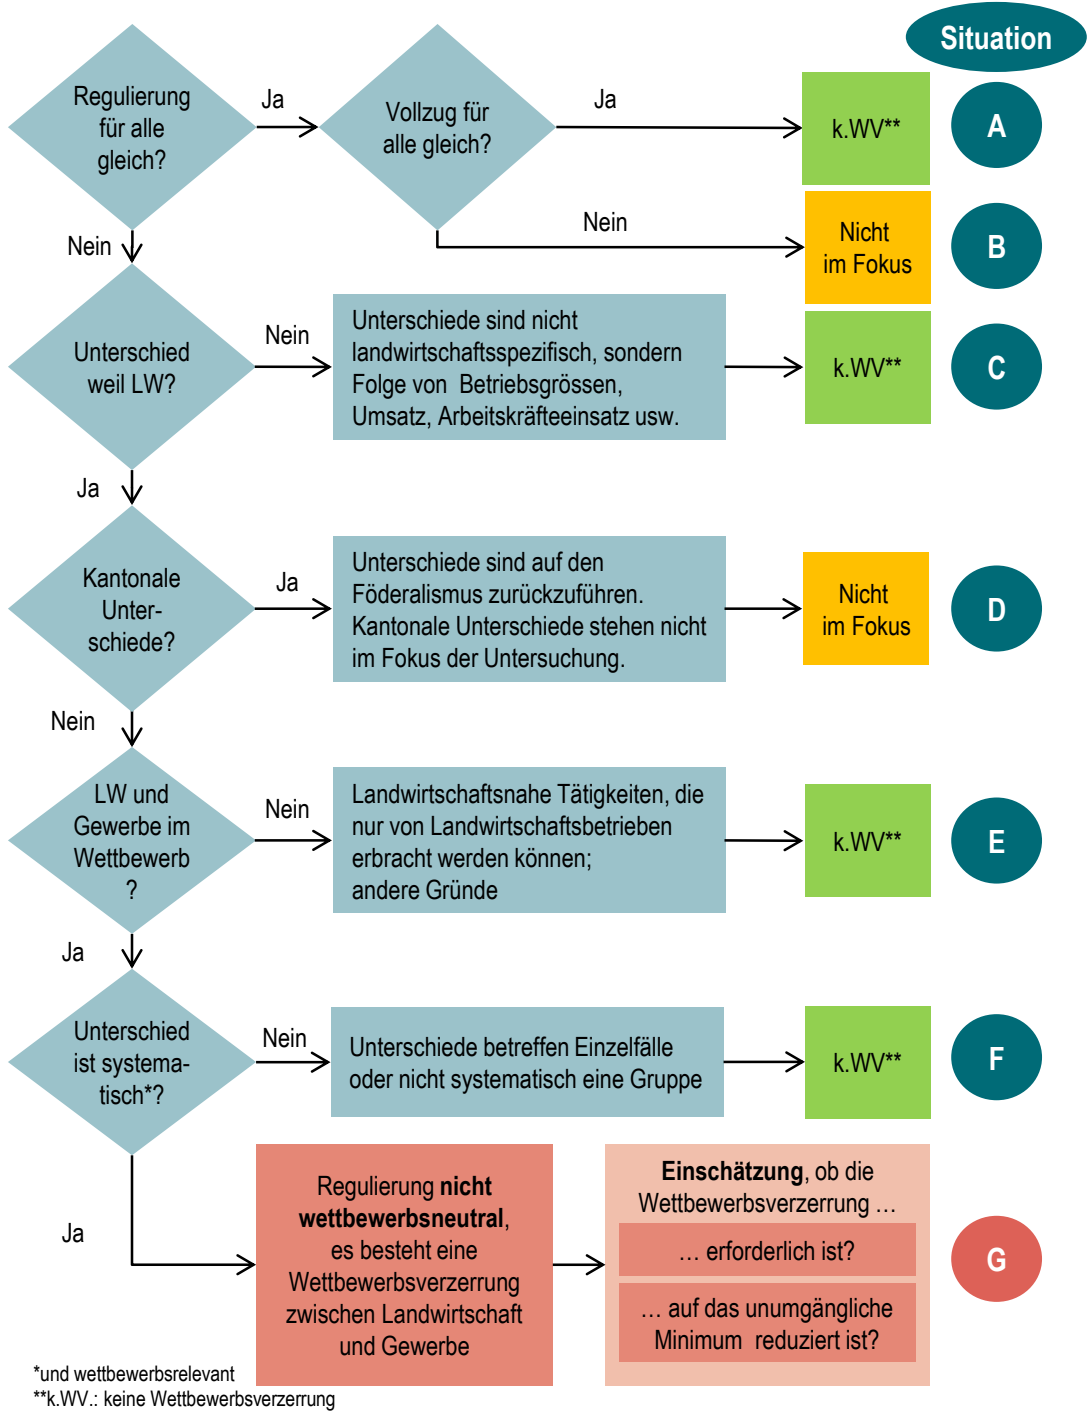 Situation
Regulierung
für alle
gleich?
Ja
Vollzug für
alle gleich?
Ja
k.WV**
A
Nein
Nein
Nicht
im Fokus
B
Unterschied
weil LW?
Nein
Unterschiede sind nicht
landwirtschaftsspezifisch, sondern
Folge von Betriebsgrössen,
Umsatz, Arbeitskräfteeinsatz usw.
k.WV**
C
Ja
Kantonale
Unter-
schiede?
Ja
Unterschiede sind auf den
Föderalismus zurückzuführen.
Kantonale Unterschiede stehen nicht
im Fokus der Untersuchung.
Nicht
im Fokus
D
Nein
LW und
Gewerbe im
Wettbewerb
?
Nein
Landwirtschaftsnahe Tätigkeiten, die
nur von Landwirtschaftsbetrieben
erbracht werden können;
andere Gründe
k.WV**
E
Ja
Unterschied
ist systema-
tisch*?
Nein
Unterschiede betreffen Einzelfälle
oder nicht systematisch eine Gruppe
k.WV**
F
Ja
Regulierung nicht
wettbewerbsneutral,
es besteht eine
Wettbewerbsverzerrung
zwischen Landwirtschaft
und Gewerbe
Einschätzung, ob die
Wettbewerbsverzerrung …
… erforderlich ist?
… auf das unumgängliche
Minimum reduziert ist?
G
*und wettbewerbsrelevant
**k.WV.: keine Wettbewerbsverzerrung